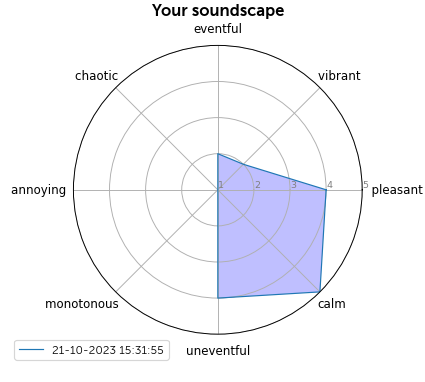 Your soundscape
eventful
chaotic
vibrant
annoying
1 2 3 4 5
pleasant
monotonous
calm
21-10-2023 15:31:55
uneventful